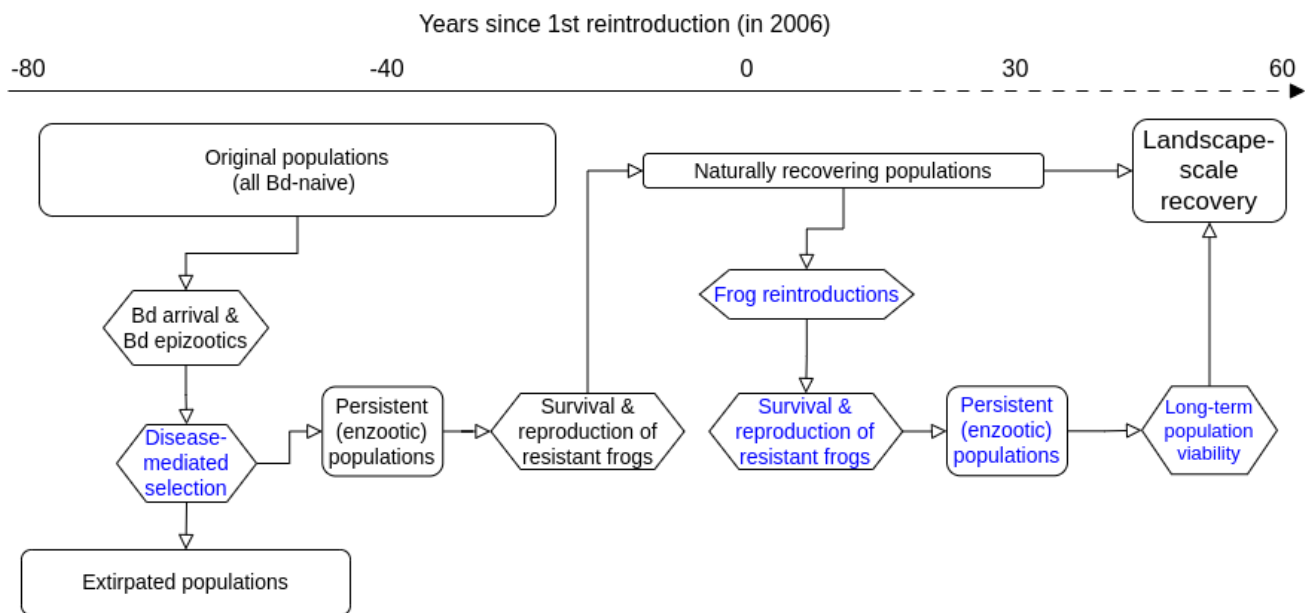 Years since 1st reintroduction (in 2006)
-80
-40
0
30
60
Original populations
(all Bd-naive)
Naturally recovering populations
Landscape-
scale
recovery
Bd arrival &
Bd epizootics
Frog reintroductions
Disease-
mediated
selection
Persistent
(enzootic)
populations
Survival &
reproduction of
resistant frogs
Survival &
reproduction of
resistant frogs
Persistent
(enzootic)
populations
Long-term
population
viability
Extirpated populations